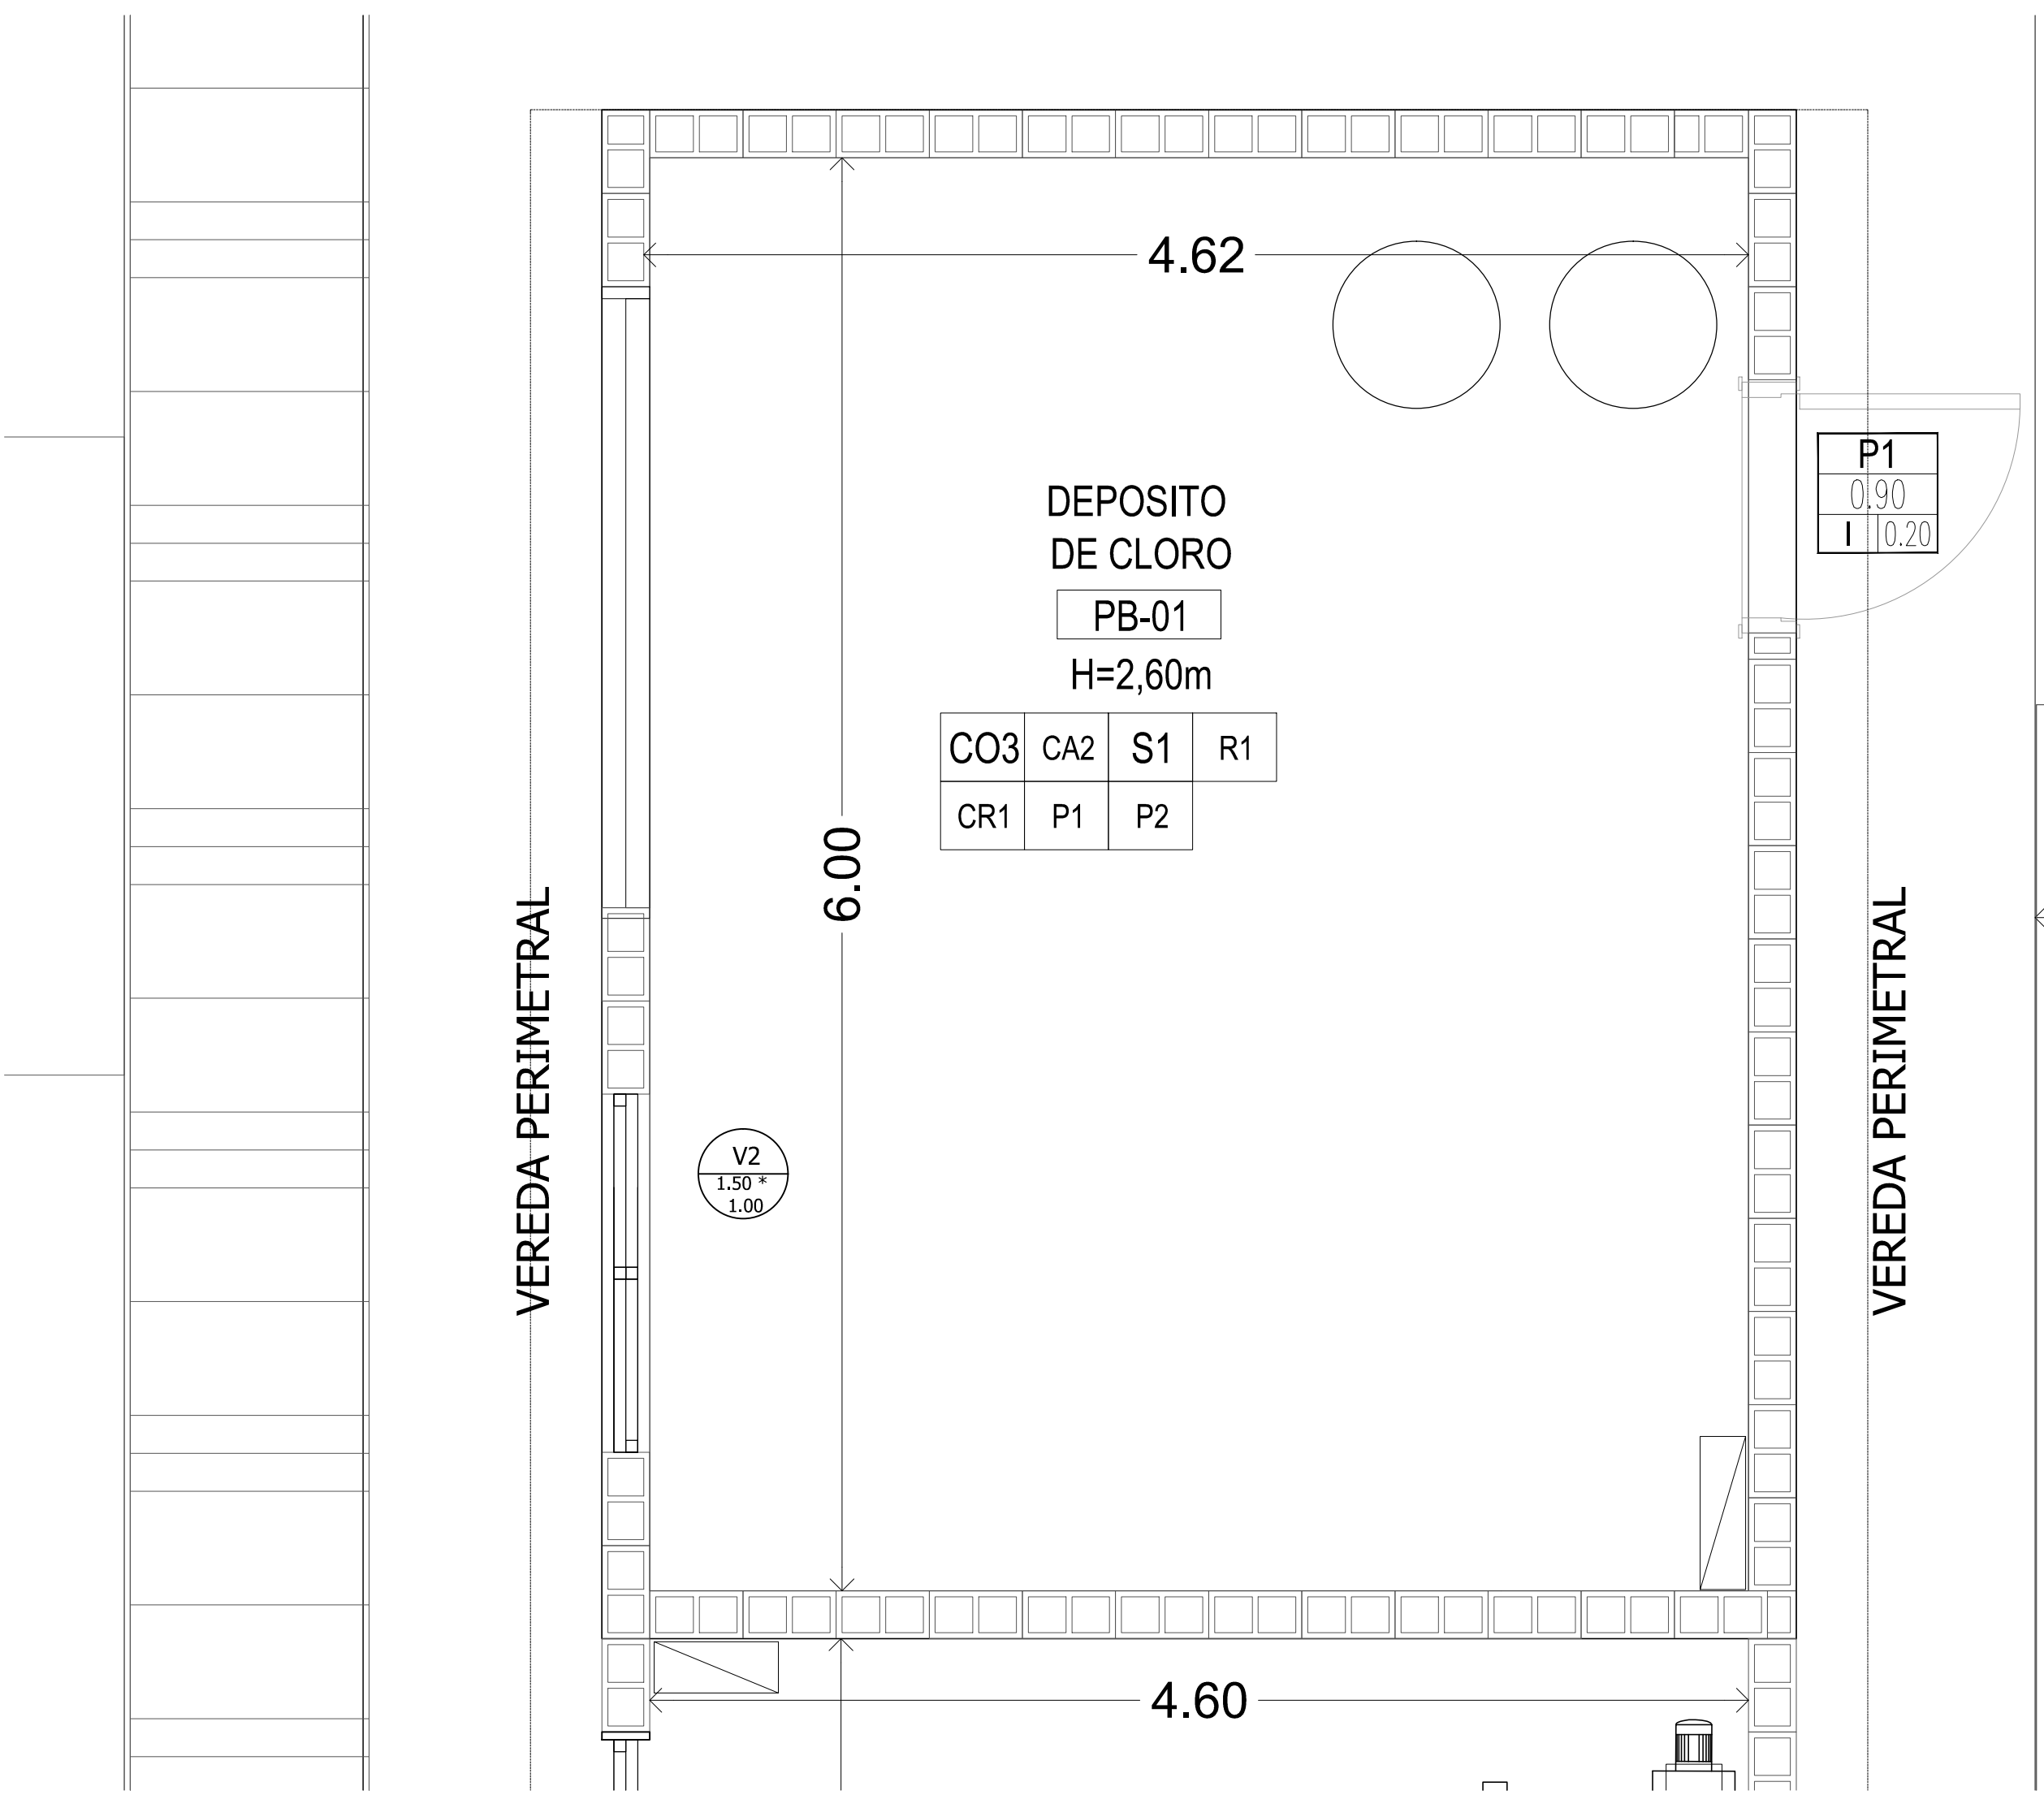 4.62
P1
0.90
I 0.20
DEPOSITO
DE CLORO
PB-01
H=2,60m
CO3 CA2 S1 R1
CR1 P1 P2
6.00
VEREDA PERIMETRAL
VEREDA PERIMETRAL
V2
1.50 *
1.00
4.60